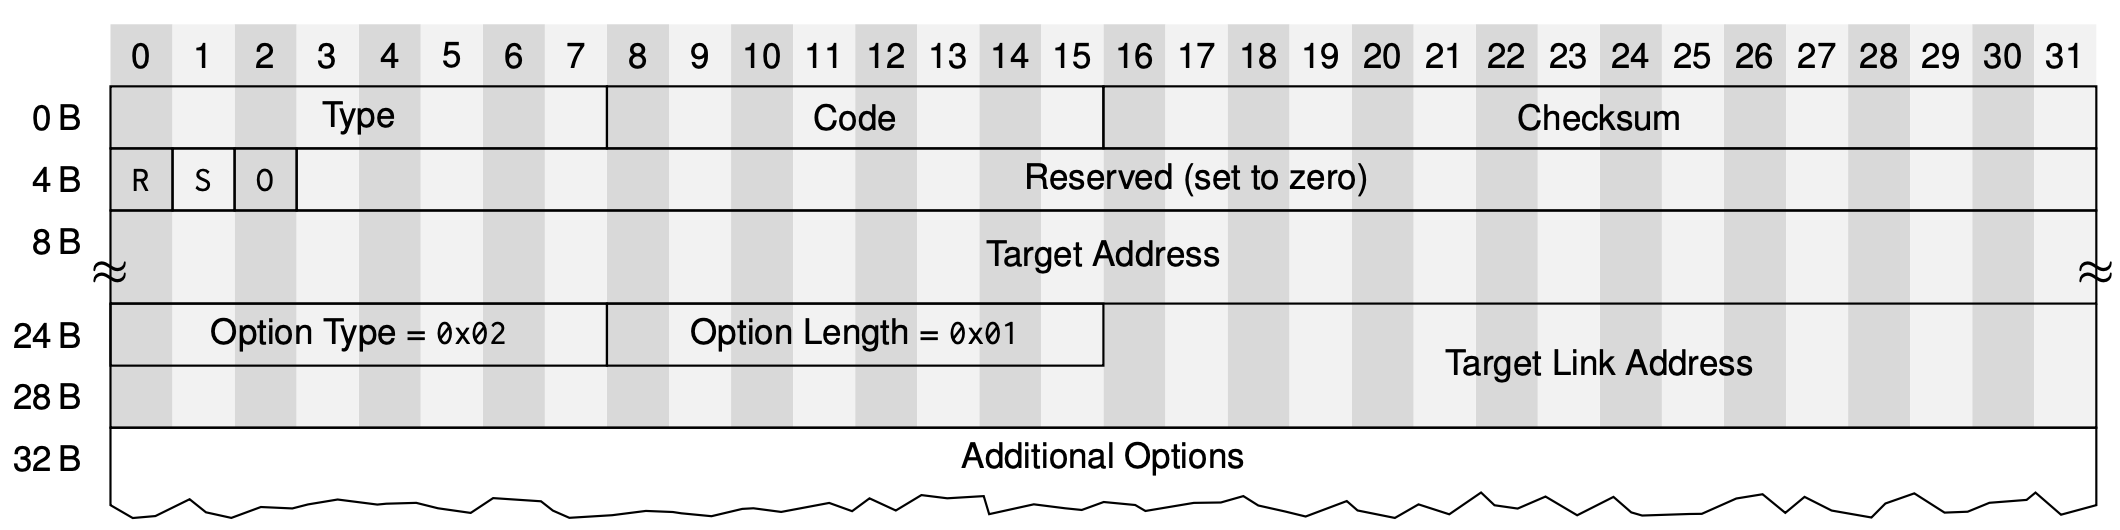 0 1 2 3 4 5 6 7 8 9 10 11 12 13 14 15 16 17 18 19 20 21 22 23 24 25 26 27 28 29 30 31
0 B Type Code Checksum
4 B R S O Reserved (set to zero)
8 B Target Address
≈ ≈
24 B Option Type = 0x02 Option Length = 0x01
Target Link Address
28 B
32 B Additional Options